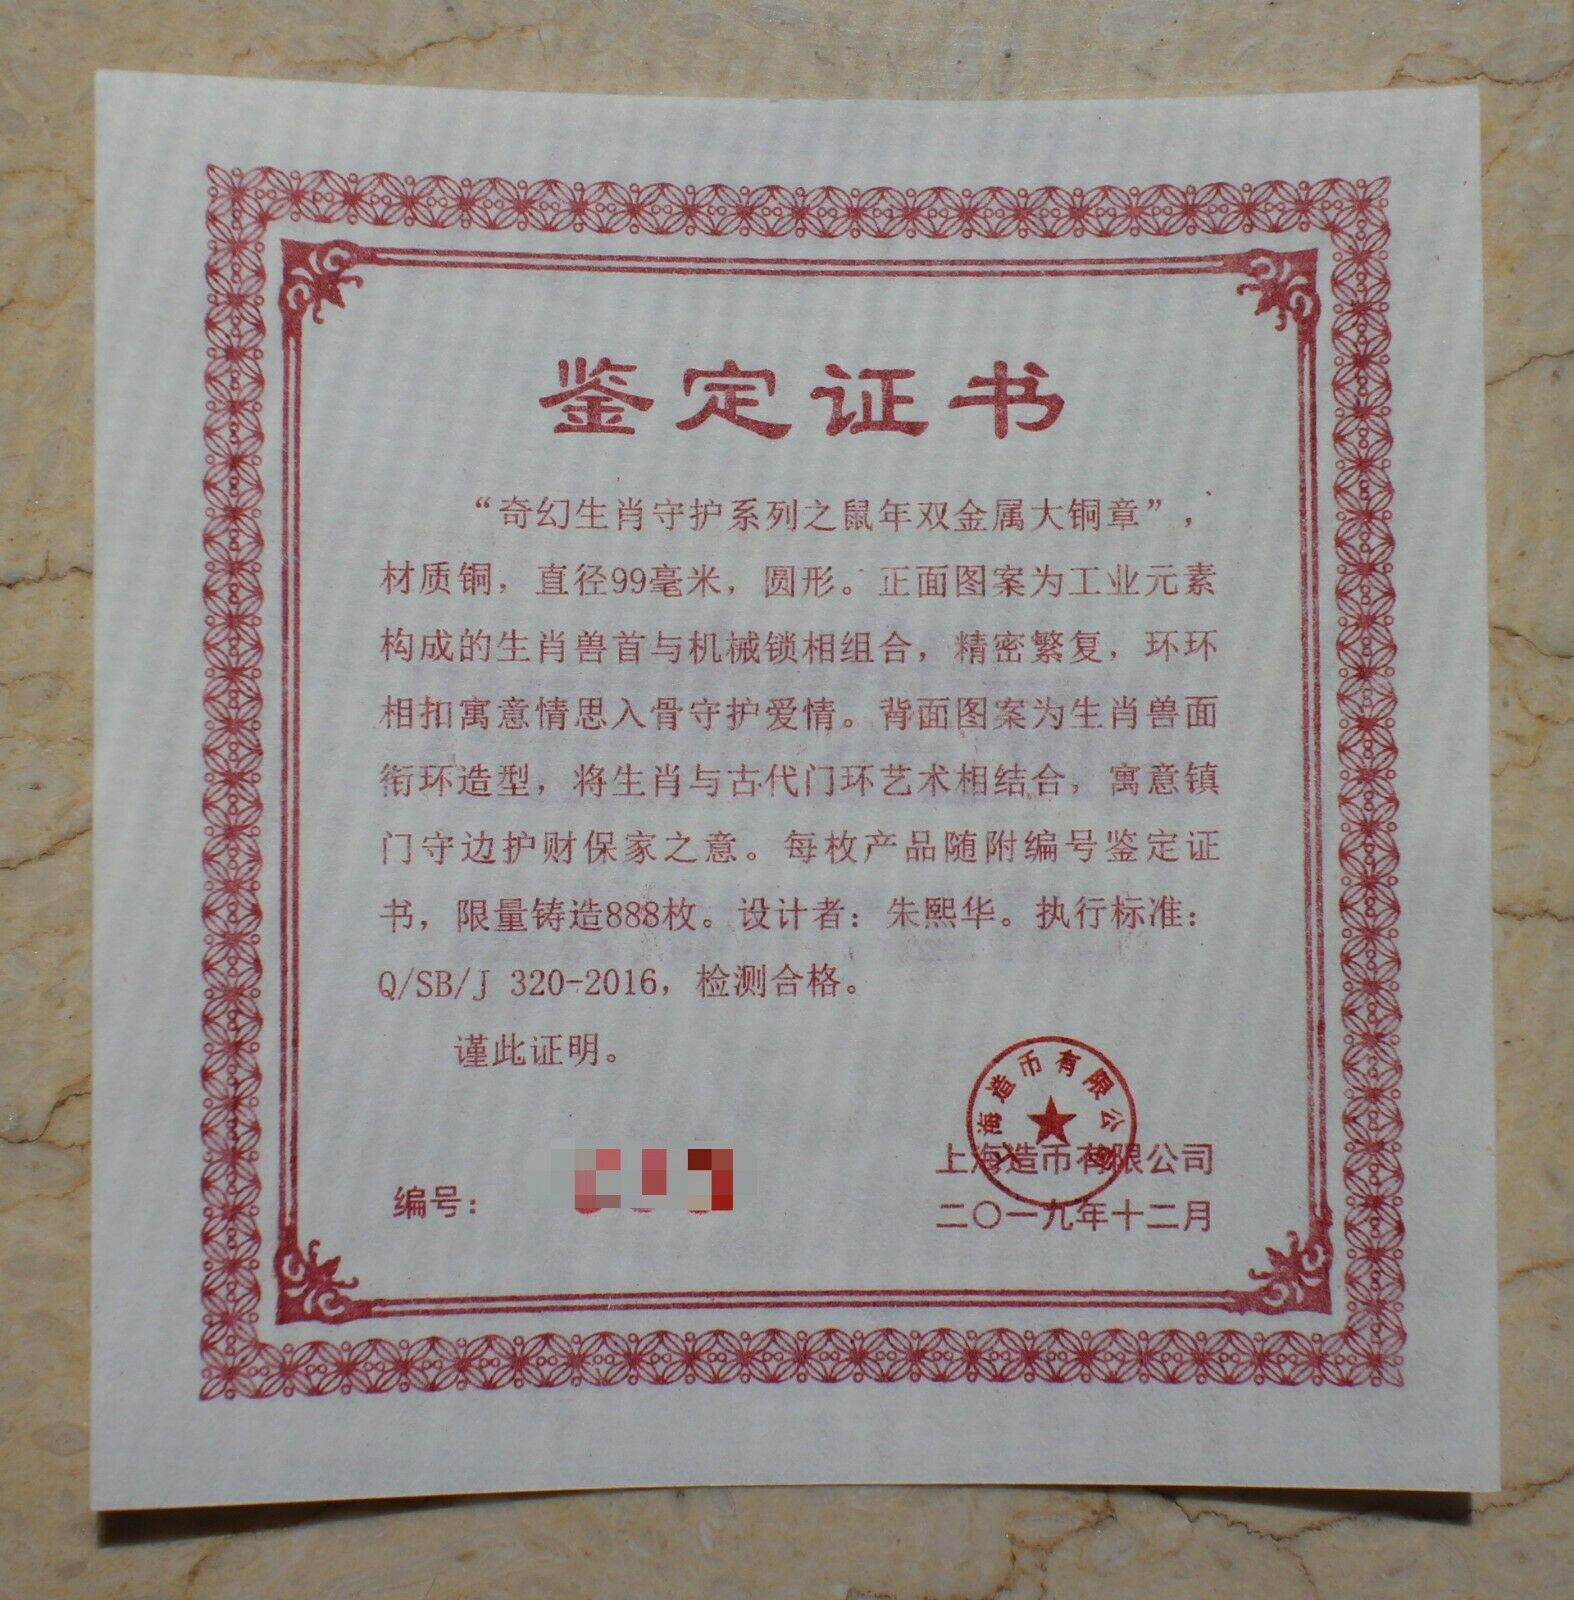 鉴定证书
“奇幻生肖守护系列之鼠年双金属大铜章”，
材质铜，直径99毫米，圆形。正面图案为工业元素
构成的生肖兽首与机械锁相组合，精密繁复，环环
相扣寓意情思入骨守护爱情。背面图案为生肖兽面
衔环造型，将生肖与古代门环艺术相结合，寓意镇
门守边护财保家之意。每枚产品随附编号鉴定证
书，限量铸造888枚。设计者：朱熙华。执行标准：
Q/SB/J 320-2016，检测合格。
谨此证明。
上海造币有限公司
编号：
上海造币有限公司
二〇一九年十二月